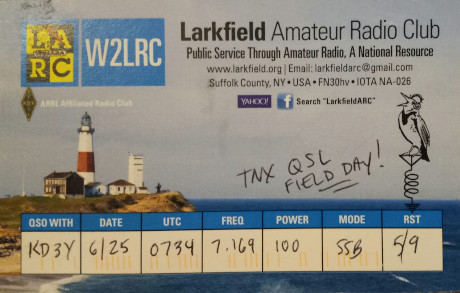 LA
RC
W2LRC
Larkfield Amateur Radio Club
Public Service Through Amateur Radio, A National Resource
www.larkfield.org | Email: larkfieldarc@gmail.com
Suffolk County, NY • USA • FN30hv • IOTA NA-026
YAHOO! f Search "LarkfieldARC"
ARRL Affiliated Radio Club
TNX QSL
FIELD DAY!
QSO WITH DATE UTC FREQ POWER MODE RST
KD3Y 6/25 0734 7.169 100 SSB 5/9